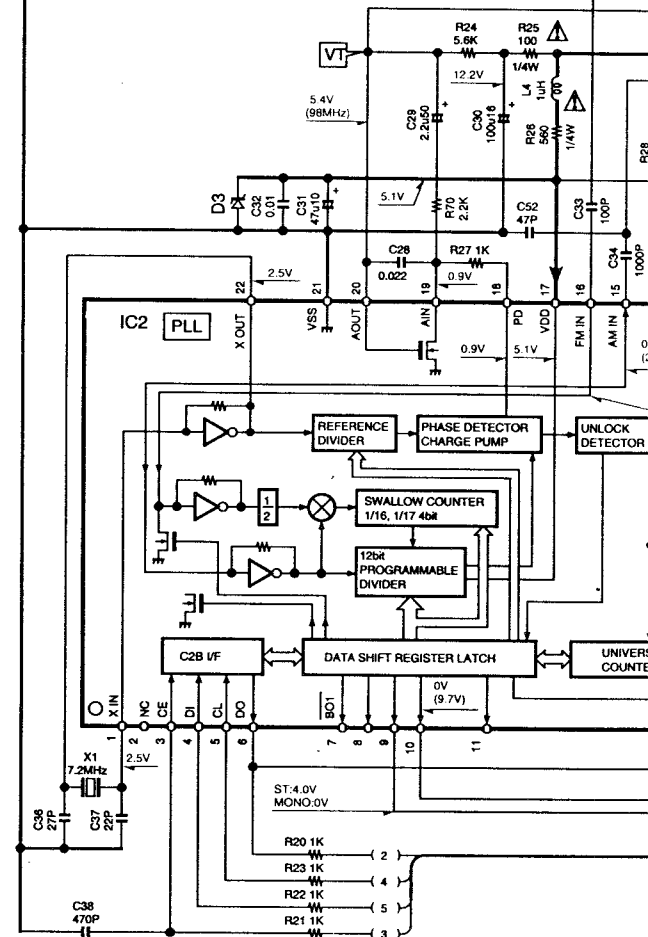 R24
5.6K
R25
100
1/4W
VT
12.2V
5.4V
(98MHz)
C29
2.2u50
+
C30
100u16
+
L4
1uH
R26
560
1/4W
R28
D3
C32
0.01
C31
47u10
+
5.1V
R70
2.2K
C52
47P
C33
100P
C34
1000P
C28
0.022
R27 1K
2.5V
0.9V
22
21
20
19
18
17
16
15
IC2
PLL
X OUT
VSS
AOUT
AIN
PD
VDD
FM IN
AM IN
0.9V
5.1V
REFERENCE
DIVIDER
PHASE DETECTOR
CHARGE PUMP
UNLOCK
DETECTOR
1
2
SWALLOW COUNTER
1/16, 1/17 4bit
12bit
PROGRAMMABLE
DIVIDER
C2B I/F
DATA SHIFT REGISTER LATCH
UNIVERS
COUNTE
X IN
NC
CE
DI
CL
DO
BO1
0V
(9.7V)
1
2
3
4
5
6
7
8
9
10
11
X1
7.2MHz
2.5V
C36
27P
C37
22P
ST:4.0V
MONO:0V
R20 1K
(2)
R23 1K
(4)
R22 1K
(5)
R21 1K
(3)
C38
470P